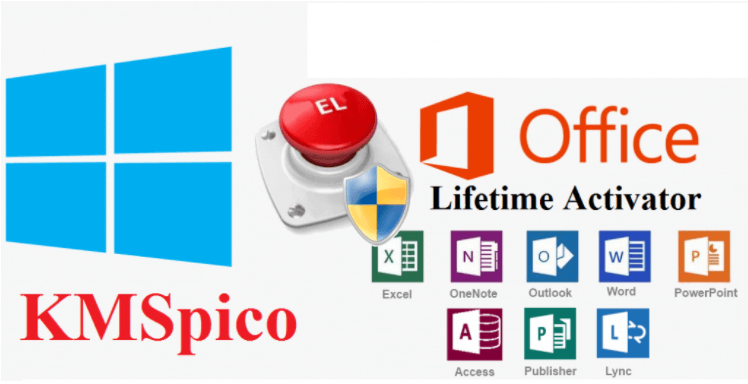 EL
Office
Lifetime Activator
Excel OneNote Outlook Word PowerPoint
Access Publisher Lync
KMSpico